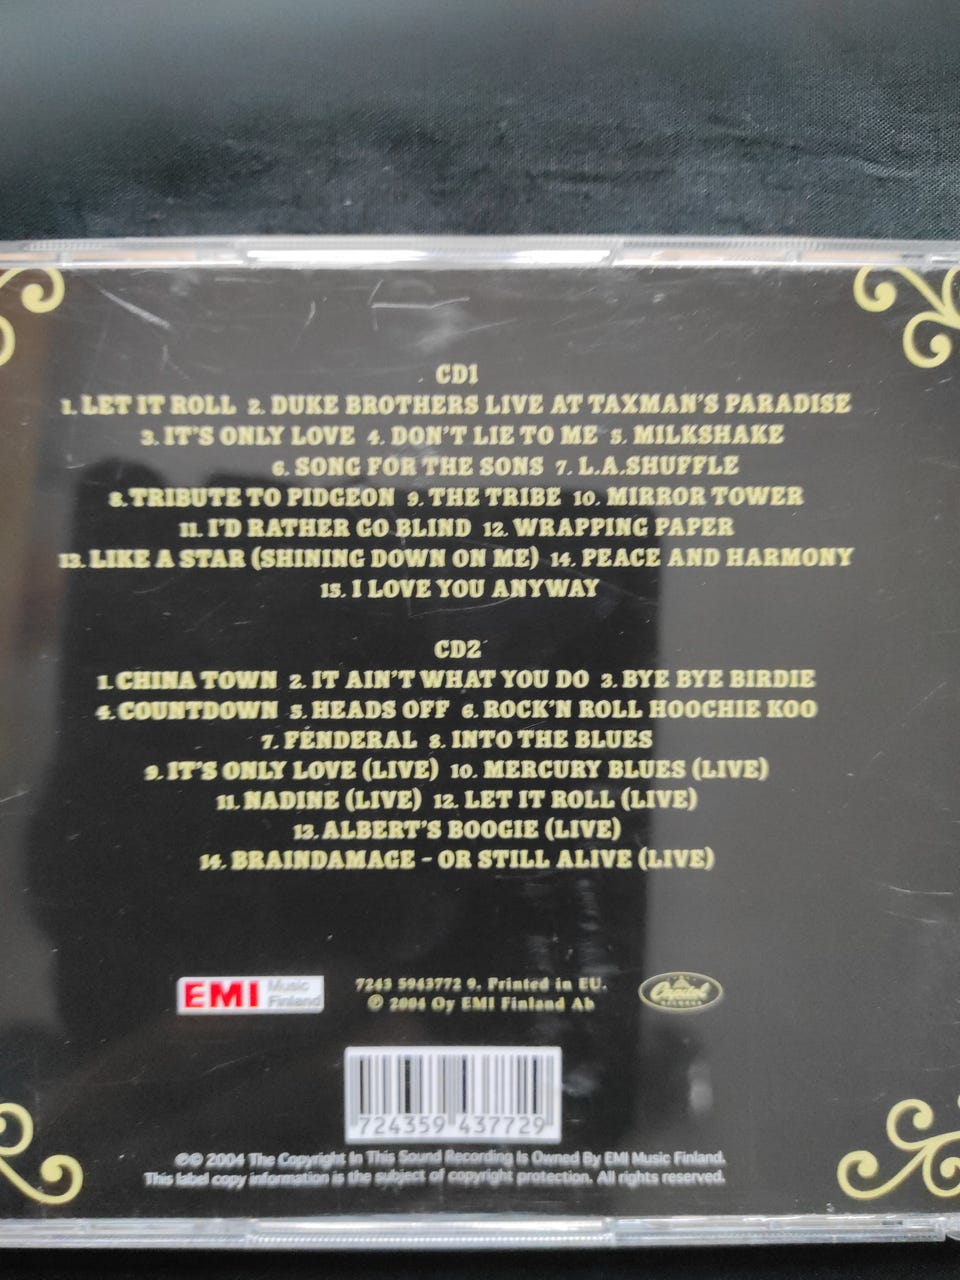 CD1
1. LET IT ROLL 2. DUKE BROTHERS LIVE AT TAXMAN'S PARADISE
3. IT'S ONLY LOVE 4. DON'T LIE TO ME 5. MILKSHAKE
6. SONG FOR THE SONS 7. L.A.SHUFFLE
8. TRIBUTE TO PIDGEON 9. THE TRIBE 10. MIRROR TOWER
11. I'D RATHER GO BLIND 12. WRAPPING PAPER
13. LIKE A STAR (SHINING DOWN ON ME) 14. PEACE AND HARMONY
15. I LOVE YOU ANYWAY
CD2
1. CHINA TOWN 2. IT AIN'T WHAT YOU DO 3. BYE BYE BIRDIE
4. COUNTDOWN 5. HEADS OFF 6. ROCK'N ROLL HOOCHIE KOO
7. FENDERAL 8. INTO THE BLUES
9. IT'S ONLY LOVE (LIVE) 10. MERCURY BLUES (LIVE)
11. NADINE (LIVE) 12. LET IT ROLL (LIVE)
13. ALBERT'S BOOGIE (LIVE)
14. BRAINDAMAGE - OR STILL ALIVE (LIVE)
EMI Music Finland
7243 5943772 9. Printed in EU.
℗ 2004 Oy EMI Finland Ab
Capitol RECORDS
724359 437729
℗© 2004 The Copyright In This Sound Recording Is Owned By EMI Music Finland.
This label copy information is the subject of copyright protection. All rights reserved.